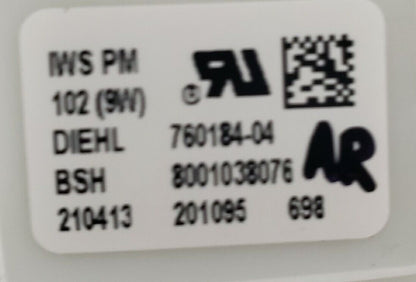 IWS PM
102 (9W)
DIEHL 760184-04
BSH 8001038076 AR
210413 201095 698